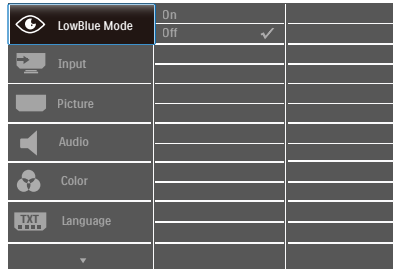 LowBlue Mode
On
Off
Input
Picture
Audio
Color
TXT
Language